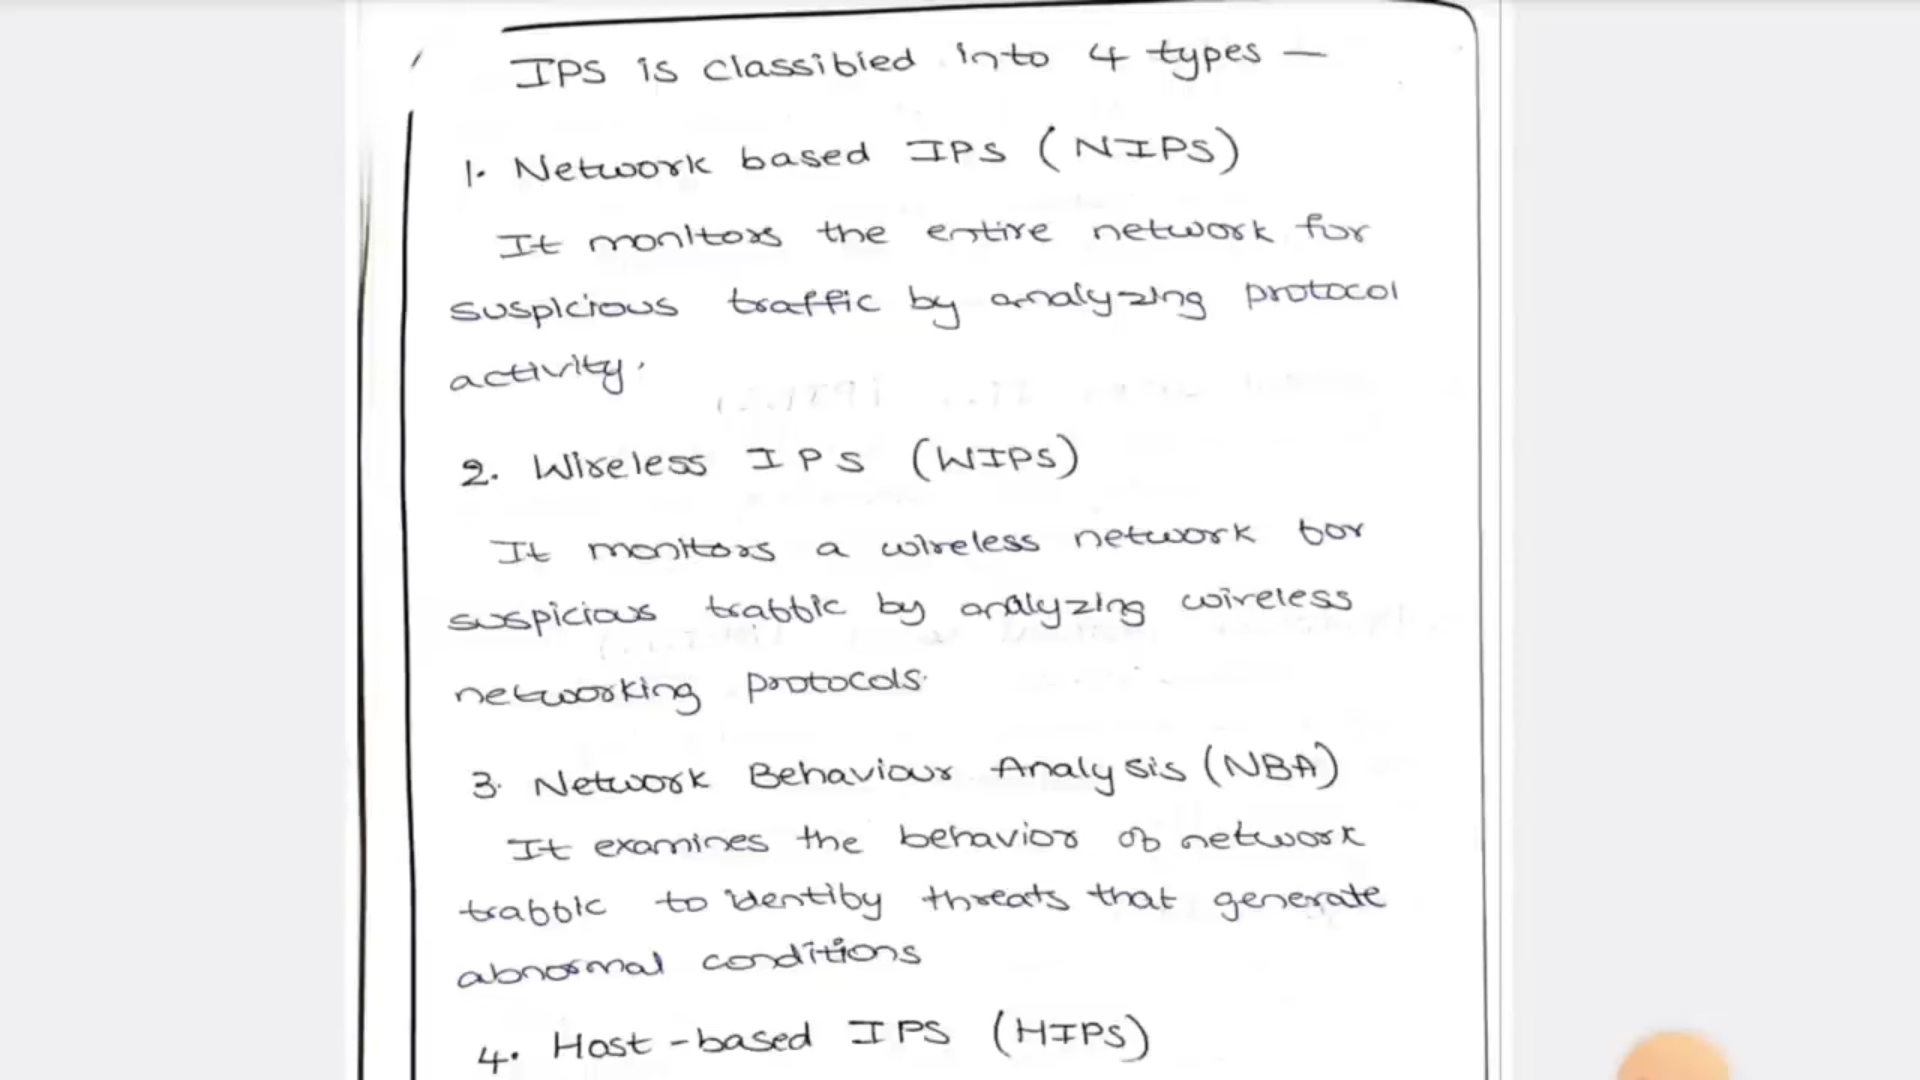 IPS is classified into 4 types —
1. Network based IPS (NIPS)
It monitors the entire network for
suspicious traffic by analyzing protocol
activity.
2. Wireless IPS (WIPS)
It monitors a wireless network for
suspicious traffic by analyzing wireless
networking protocols.
3. Network Behaviour Analysis (NBA)
It examines the behavior of network
traffic to identify threats that generate
abnormal conditions
4. Host-based IPS (HIPS)